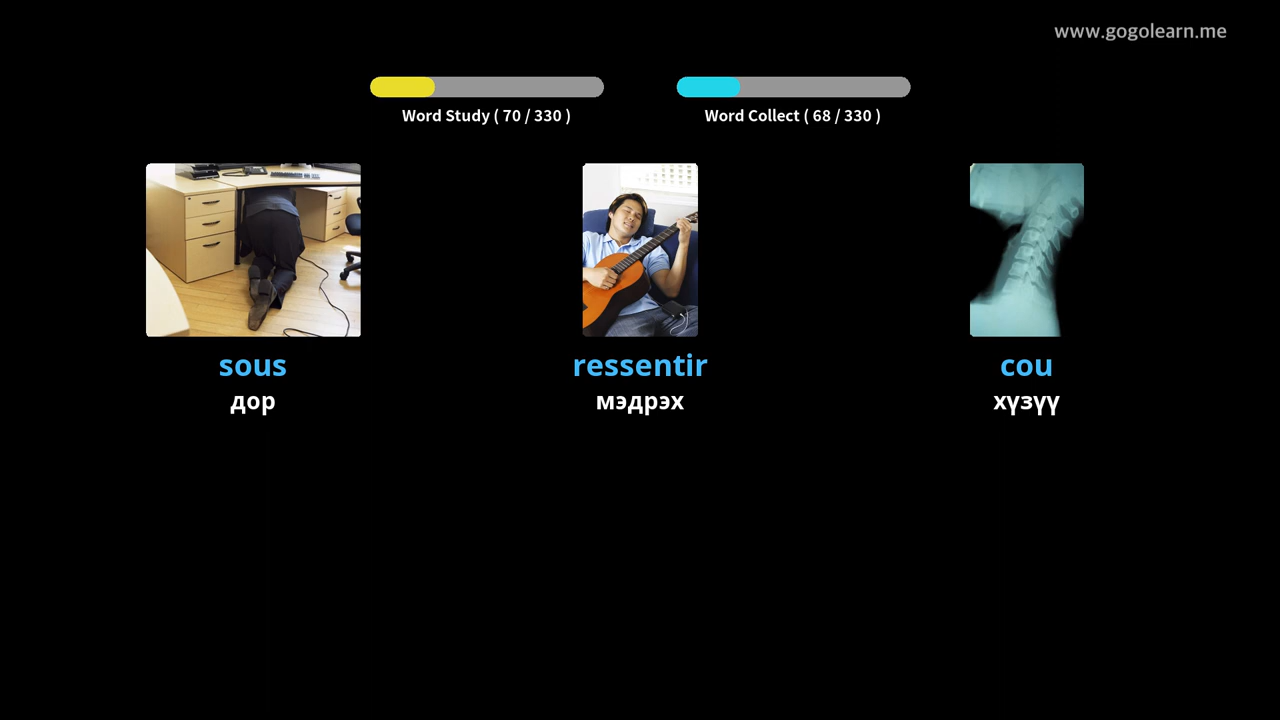 www.gogolearn.me
Word Study ( 70 / 330 )
Word Collect ( 68 / 330 )
sous
ressentir
cou
дор
мэдрэх
хүзүү